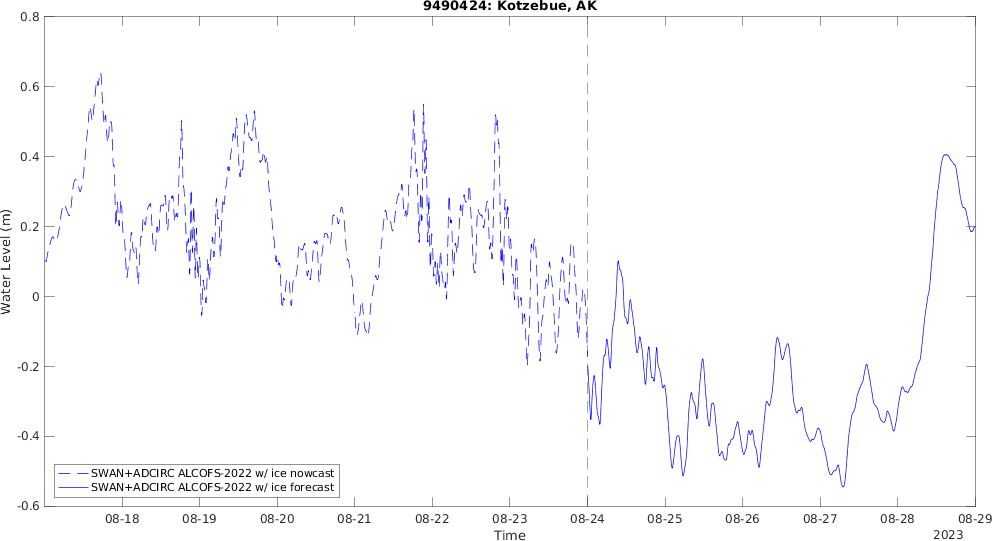 9490424: Kotzebue, AK
Water Level (m)
0.8
0.6
0.4
0.2
0
-0.2
-0.4
-0.6
SWAN+ADCIRC ALCOFS-2022 w/ ice nowcast
SWAN+ADCIRC ALCOFS-2022 w/ ice forecast
08-18 08-19 08-20 08-21 08-22 08-23 08-24 08-25 08-26 08-27 08-28 08-29
Time
2023